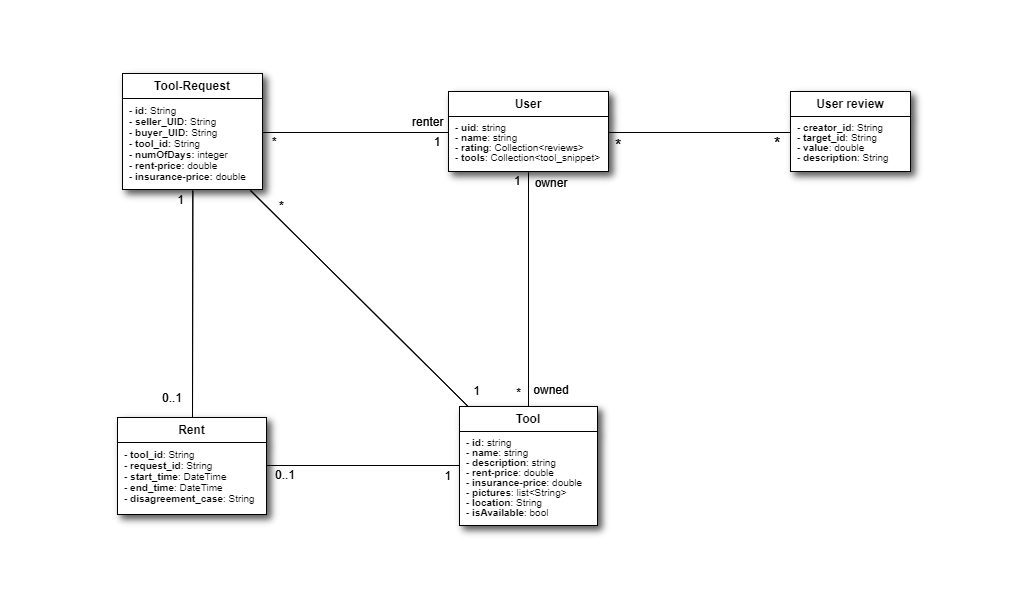 Tool-Request
- id: String
- seller_UID: String
- buyer_UID: String
- tool_id: String
- numOfDays: integer
- rent-price: double
- insurance-price: double
*
renter
1
User
- uid: string
- name: string
- rating: Collection<reviews>
- tools: Collection<tool_snippet>
*
*
User review
- creator_id: String
- target_id: String
- value: double
- description: String
1
*
1
owner
0..1
1
*
owned
Rent
- tool_id: String
- request_id: String
- start_time: DateTime
- end_time: DateTime
- disagreement_case: String
0..1
1
Tool
- id: string
- name: string
- description: string
- rent-price: double
- insurance-price: double
- pictures: list<String>
- location: String
- isAvailable: bool